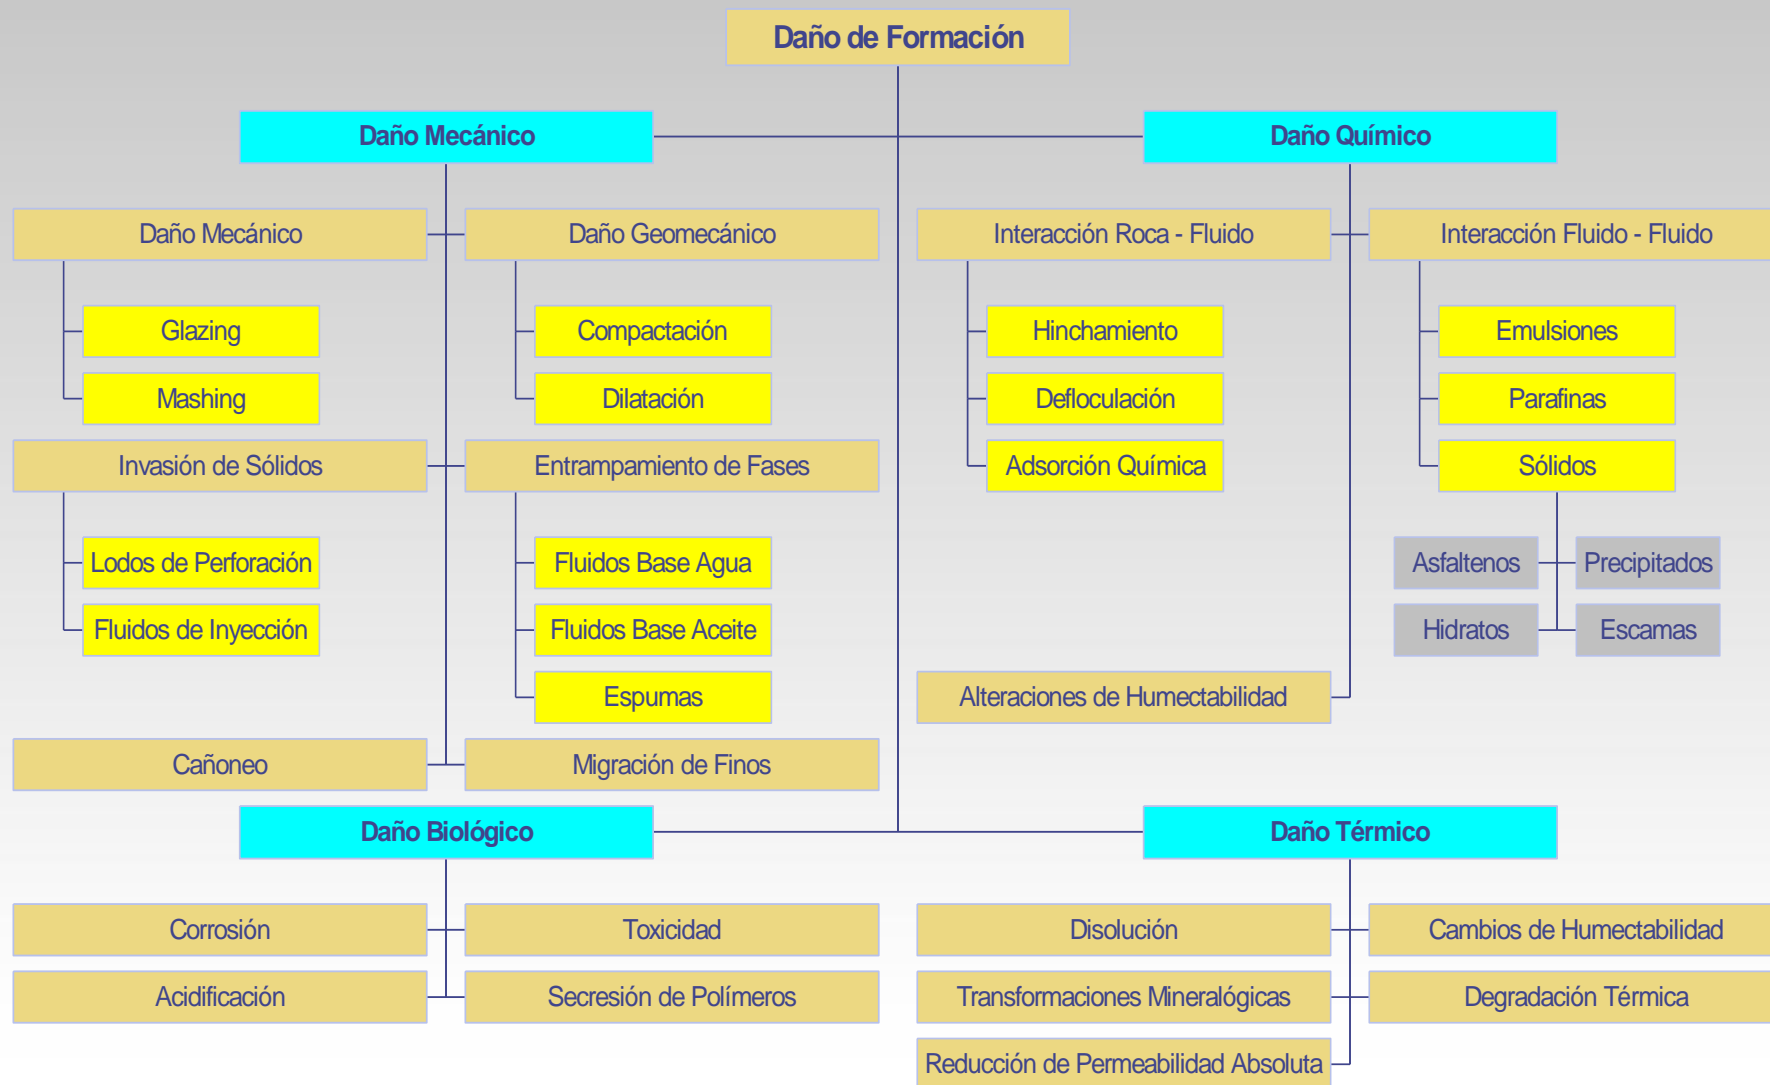 Daño de Formación
Daño Mecánico
Daño Químico
Daño Mecánico
Daño Geomecánico
Interacción Roca - Fluido
Interacción Fluido - Fluido
Glazing
Compactación
Hinchamiento
Emulsiones
Mashing
Dilatación
Defloculación
Parafinas
Invasión de Sólidos
Entrampamiento de Fases
Adsorción Química
Sólidos
Lodos de Perforación
Fluidos Base Agua
Asfaltenos
Precipitados
Fluidos de Inyección
Fluidos Base Aceite
Hidratos
Escamas
Espumas
Alteraciones de Humectabilidad
Cañoneo
Migración de Finos
Daño Biológico
Daño Térmico
Corrosión
Toxicidad
Disolución
Cambios de Humectabilidad
Acidificación
Secresión de Polímeros
Transformaciones Mineralógicas
Degradación Térmica
Reducción de Permeabilidad Absoluta